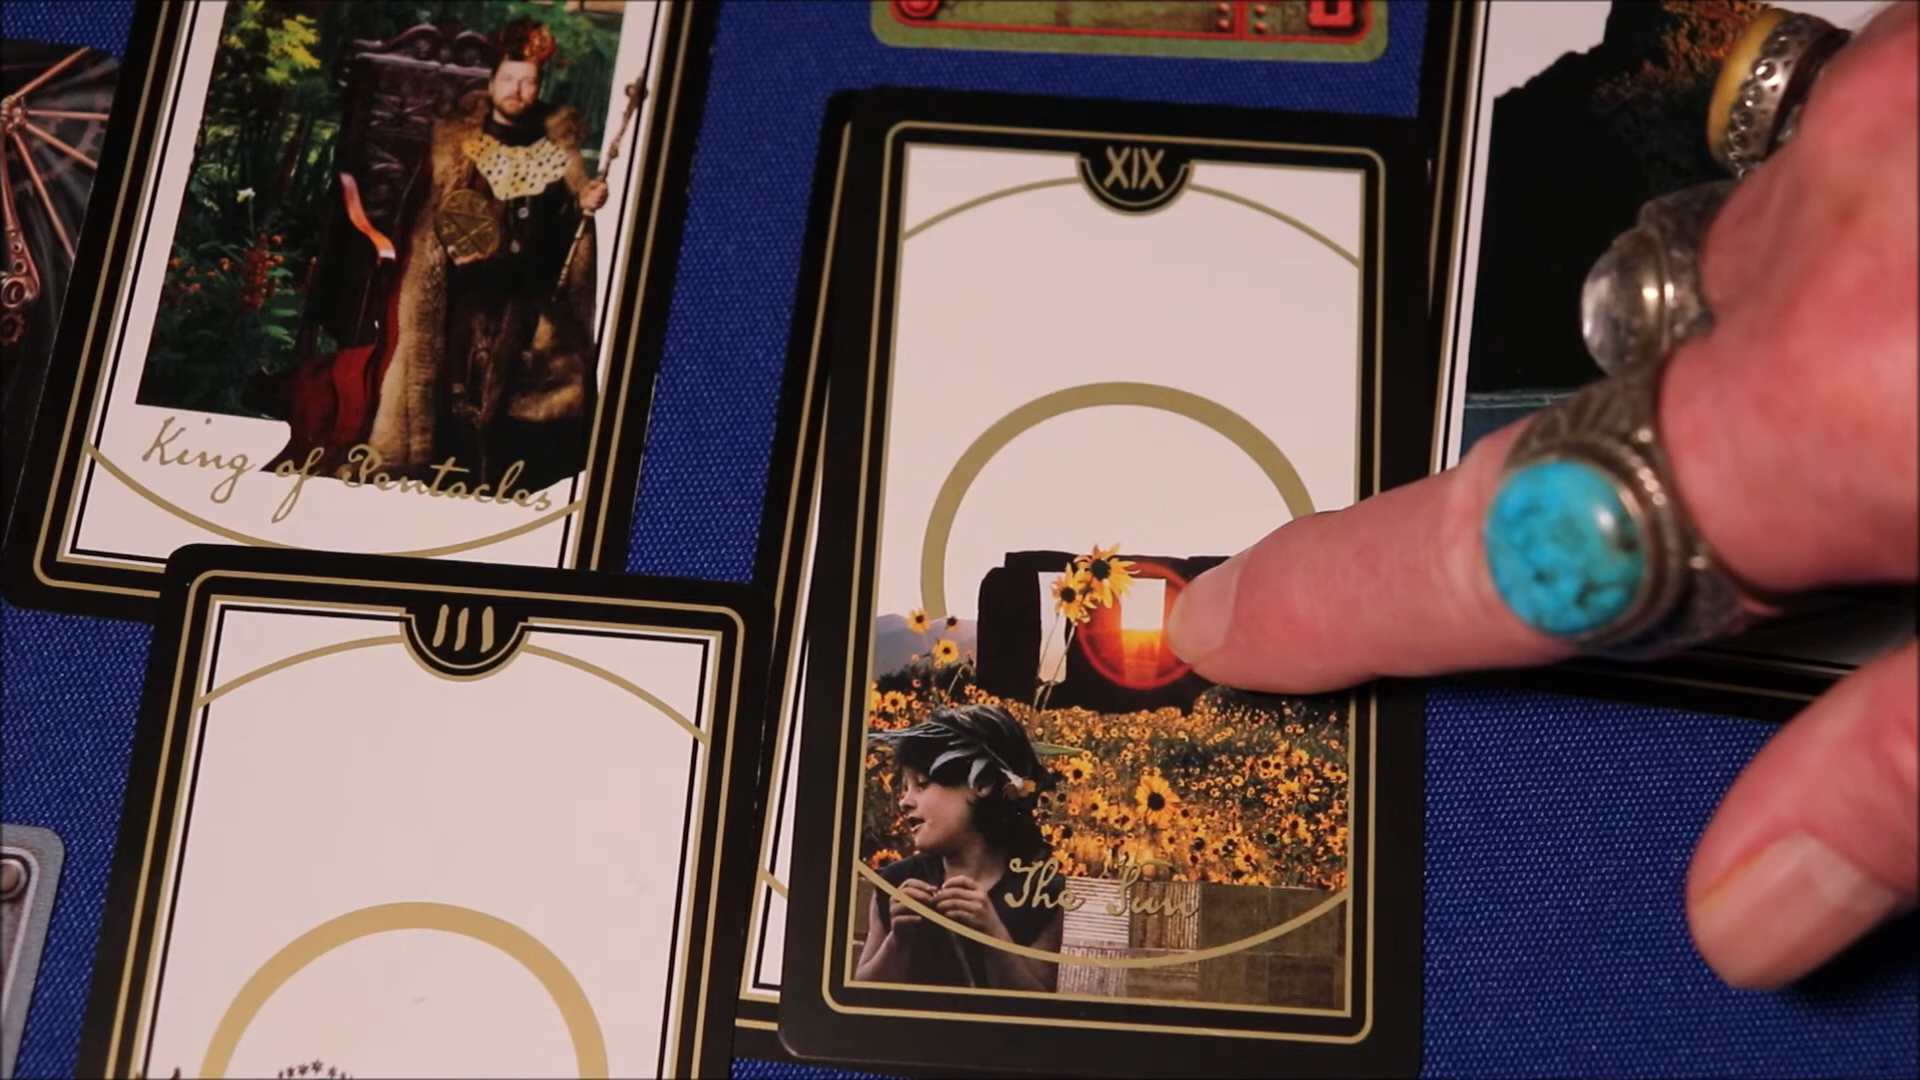 XIX
King of Pentacles
III
The Sun